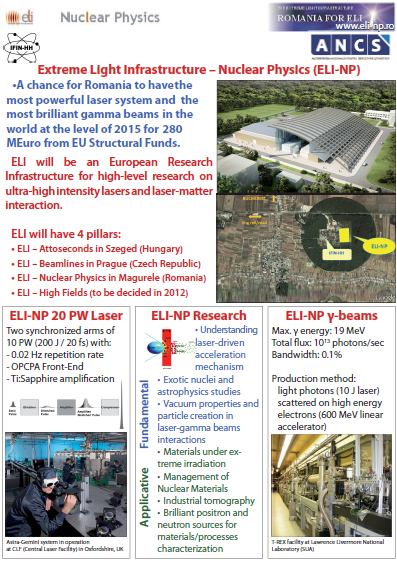 eli
Nuclear Physics
EXTREME LIGHT INFRASTRUCTURE
ROMANIA FOR ELI
www.eli-np.ro
IFIN-HH
ANCS
Extreme Light Infrastructure – Nuclear Physics (ELI-NP)
•A chance for Romania to havethe
most powerful laser system and the
most brilliant gamma beams in the
world at the level of 2015 for 280
MEuro from EU Structural Funds.
ELI will be an European Research
Infrastructure for high-level research on
ultra-high intensity lasers and laser-matter
interaction.
BUCHAREST
ELI-NP
IFIN-HH
Google
ELI will have 4 pillars:
• ELI – Attoseconds in Szeged (Hungary)
• ELI – Beamlines in Prague (Czech Republic)
• ELI – Nuclear Physics in Magurele (Romania)
• ELI – High Fields (to be decided in 2012)
ELI-NP 20 PW Laser
Two synchronized arms of
10 PW (200 J / 20 fs) with:
- 0.02 Hz repetition rate
- OPCPA Front-End
- Ti:Sapphire amplification
Astra-Gemini system in operation
at CLF (Central Laser Facility) in Oxfordshire, UK
ELI-NP Research
Fundamental
• Understanding
laser-driven
acceleration
mechanism
• Exotic nuclei and
astrophysics studies
• Vacuum properties and
particle creation in
laser-gamma beams
interactions
Applicative
• Materials under ex-
treme irradiation
• Management of
Nuclear Materials
• Industrial tomography
• Brilliant positron and
neutron sources for
materials/processes
characterization
ELI-NP γ-beams
Max. γ energy: 19 MeV
Total flux: 10¹³ photons/sec
Bandwidth: 0.1%
Production method:
light photons (10 J laser)
scattered on high energy
electrons (600 MeV linear
accelerator)
T-REX facility at Lawrence Livermore National
Laboratory (SUA)